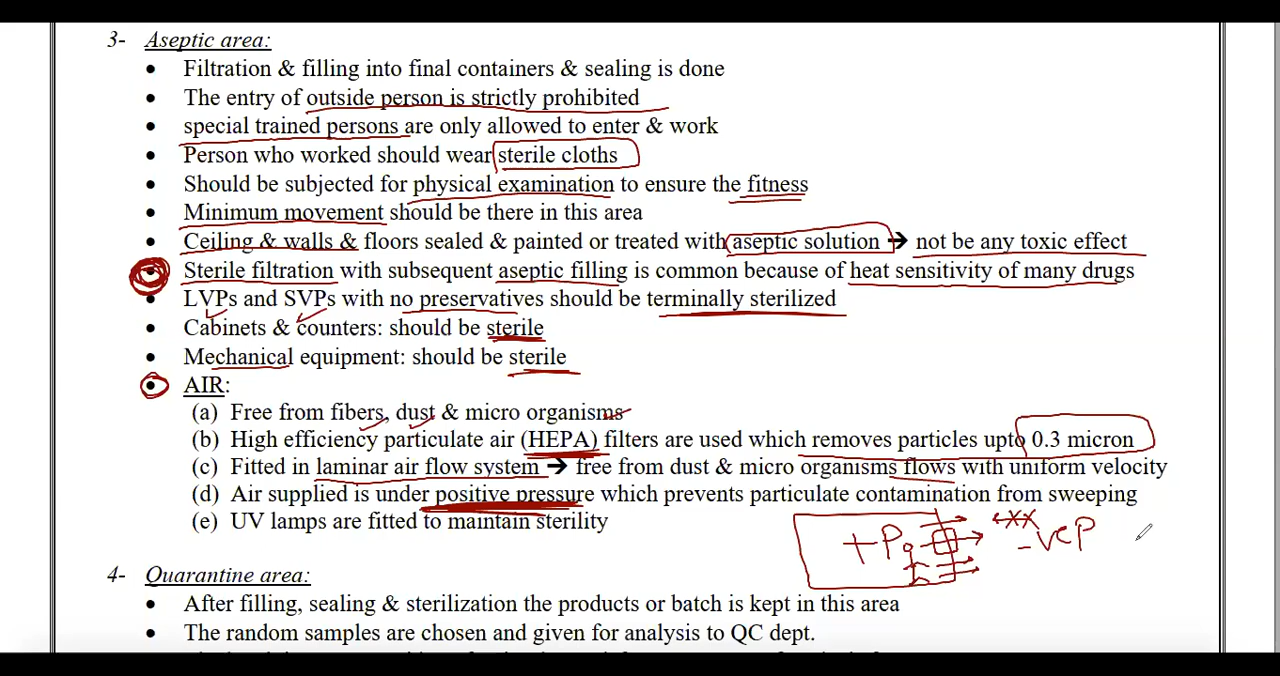 3- Aseptic area:
• Filtration & filling into final containers & sealing is done
• The entry of outside person is strictly prohibited
• special trained persons are only allowed to enter & work
• Person who worked should wear sterile cloths
• Should be subjected for physical examination to ensure the fitness
• Minimum movement should be there in this area
• Ceiling & walls & floors sealed & painted or treated with aseptic solution → not be any toxic effect
• Sterile filtration with subsequent aseptic filling is common because of heat sensitivity of many drugs
• LVPs and SVPs with no preservatives should be terminally sterilized
• Cabinets & counters: should be sterile
• Mechanical equipment: should be sterile
• AIR:
(a) Free from fibers, dust & micro organisms
(b) High efficiency particulate air (HEPA) filters are used which removes particles upto 0.3 micron
(c) Fitted in laminar air flow system → free from dust & micro organisms flows with uniform velocity
(d) Air supplied is under positive pressure which prevents particulate contamination from sweeping
(e) UV lamps are fitted to maintain sterility
+P -ve P
4- Quarantine area:
• After filling, sealing & sterilization the products or batch is kept in this area
• The random samples are chosen and given for analysis to QC dept.